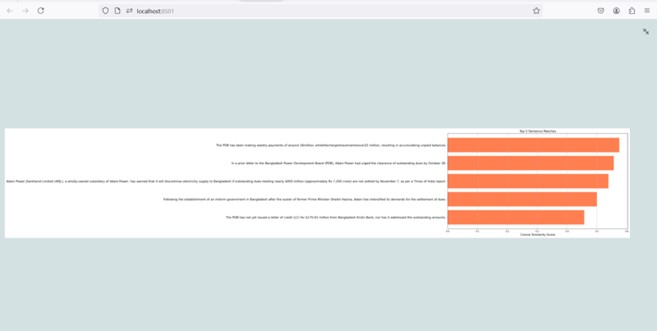 localhost:8501
Top 5 Sentence Matches
The PDB has been making weekly payments of around million, resulting in accumulating unpaid balances.
In a prior letter to the Bangladesh Power Development Board (PDB), Adani Power had urged the clearance of outstanding dues by October 30.
Adani Power Jharkhand Limited (APJL), a wholly-owned subsidiary of Adani Power, has warned that it will discontinue electricity supply to Bangladesh if outstanding dues totaling nearly $850 million (approximately Rs 7,200 crore) are not settled by November 7, as per a Times of India report.
Following the establishment of an interim government in Bangladesh after the ouster of former Prime Minister Sheikh Hasina, Adani has intensified its demands for the settlement of dues.
The PDB has not yet issued a letter of credit (LC) for $170.03 million from Bangladesh Krishi Bank, nor has it addressed the outstanding amounts.
Cosine Similarity Score